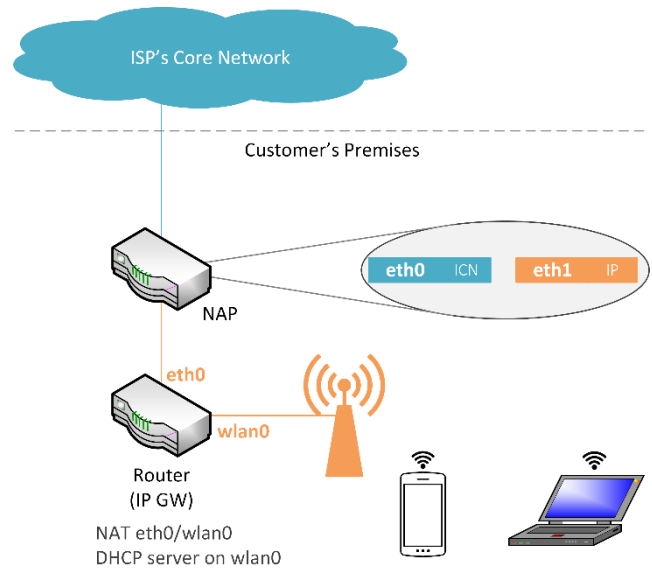 ISP's Core Network
Customer's Premises
eth0 ICN
eth1 IP
NAP
eth0
wlan0
Router
(IP GW)
NAT eth0/wlan0
DHCP server on wlan0